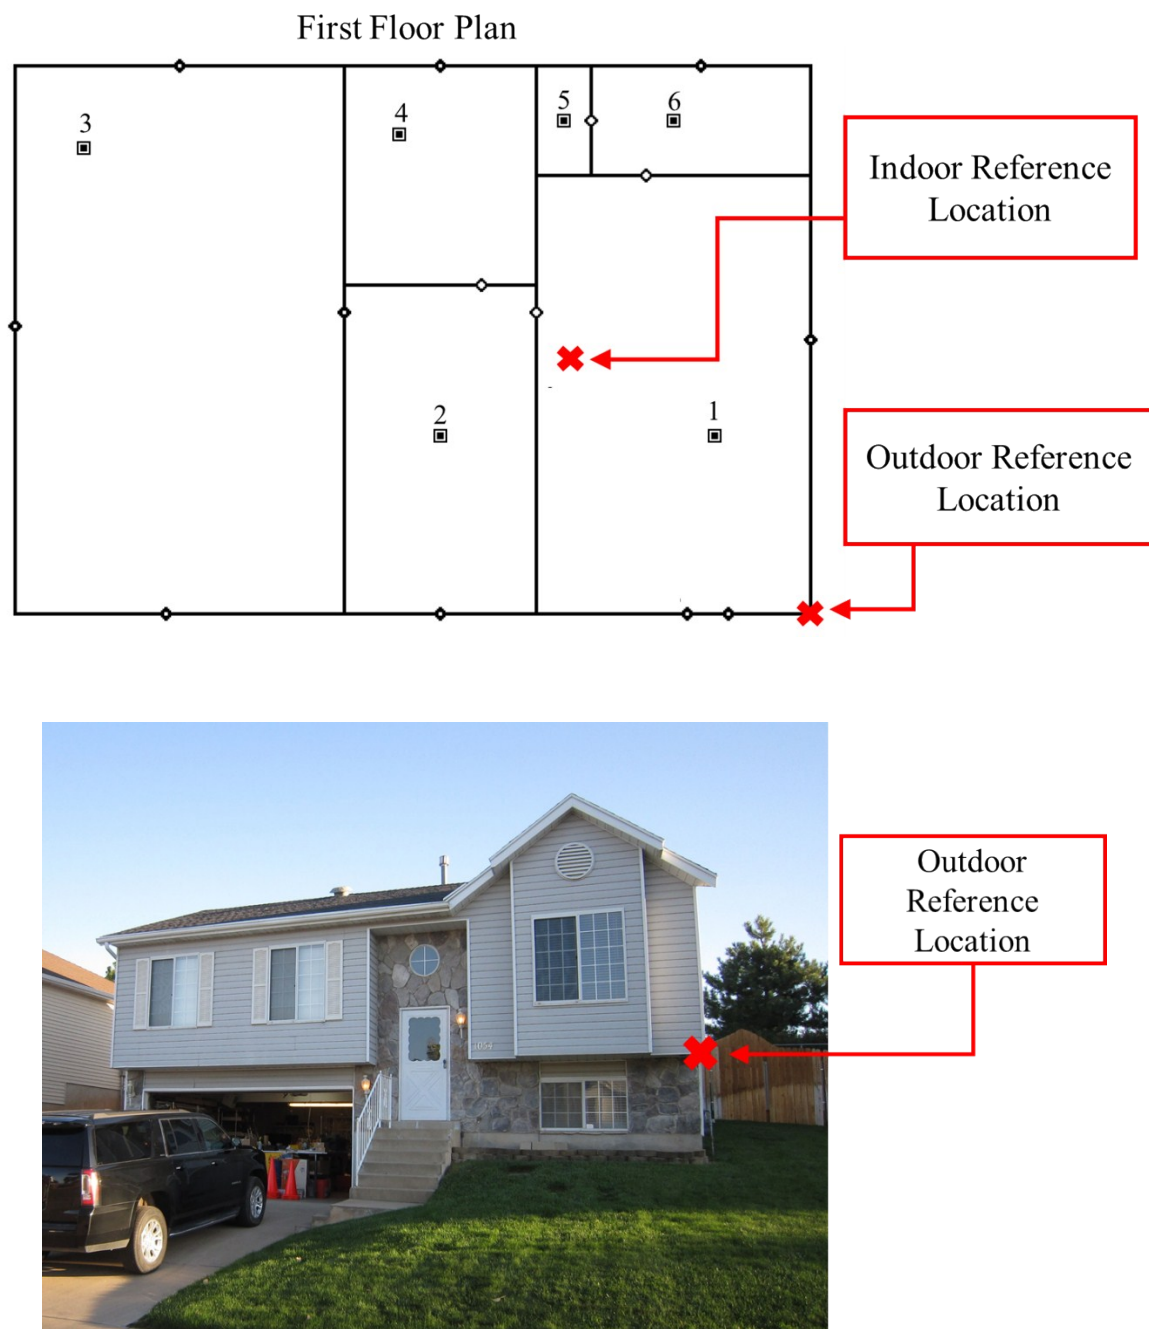 First Floor Plan
3
4
5
6
Indoor Reference
Location
2
1
Outdoor Reference
Location
Outdoor
Reference
Location